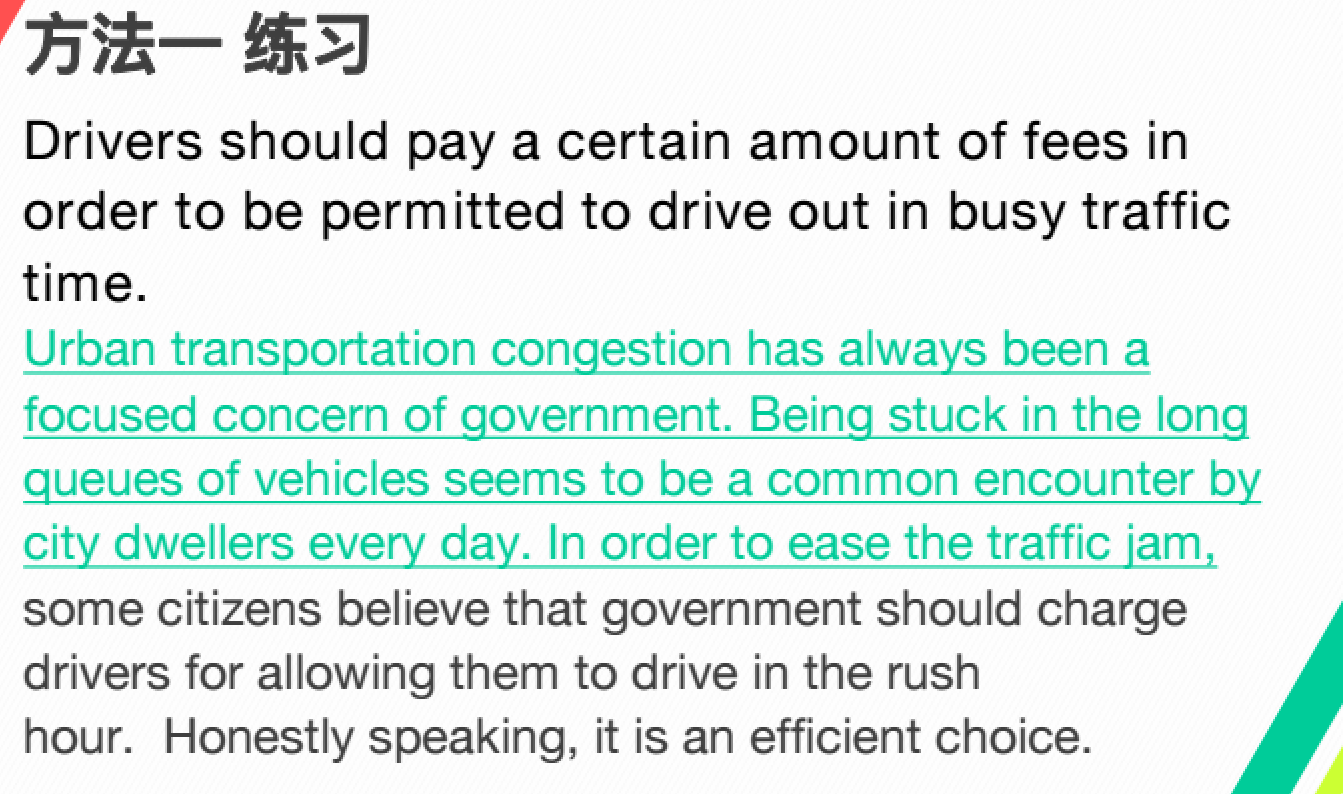 方法一 练习
Drivers should pay a certain amount of fees in
order to be permitted to drive out in busy traffic
time.
Urban transportation congestion has always been a
focused concern of government. Being stuck in the long
queues of vehicles seems to be a common encounter by
city dwellers every day. In order to ease the traffic jam,
some citizens believe that government should charge
drivers for allowing them to drive in the rush
hour.  Honestly speaking, it is an efficient choice.